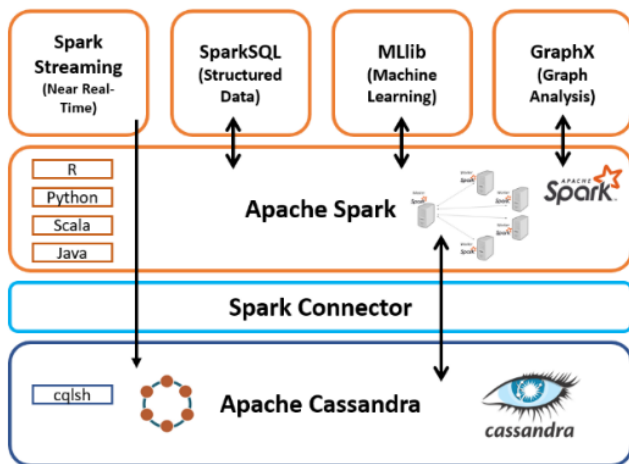 Spark
Streaming
(Near Real-
Time)
SparkSQL
(Structured
Data)
MLlib
(Machine
Learning)
GraphX
(Graph
Analysis)
R
Python
Scala
Java
Apache Spark
APACHE
Spark
Spark Connector
cqlsh
Apache Cassandra
cassandra